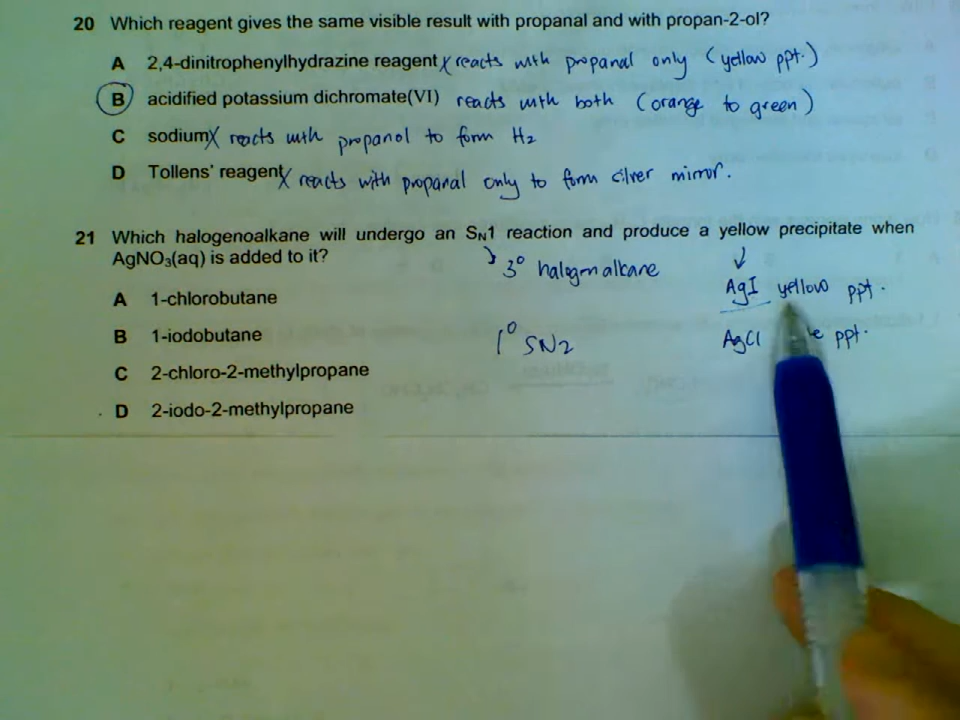 20 Which reagent gives the same visible result with propanal and with propan-2-ol?
A 2,4-dinitrophenylhydrazine reagent X reacts with propanal only (yellow ppt.)
B acidified potassium dichromate(VI) reacts with both (orange to green)
C sodium X reacts with propanol to form H₂
D Tollens' reagent X reacts with propanal only to form silver mirror.
21 Which halogenoalkane will undergo an SN1 reaction and produce a yellow precipitate when
AgNO₃(aq) is added to it?
3° halogenalkane
AgI yellow ppt.
A 1-chlorobutane
B 1-iodobutane
1° SN2
AgCl ppt.
C 2-chloro-2-methylpropane
D 2-iodo-2-methylpropane